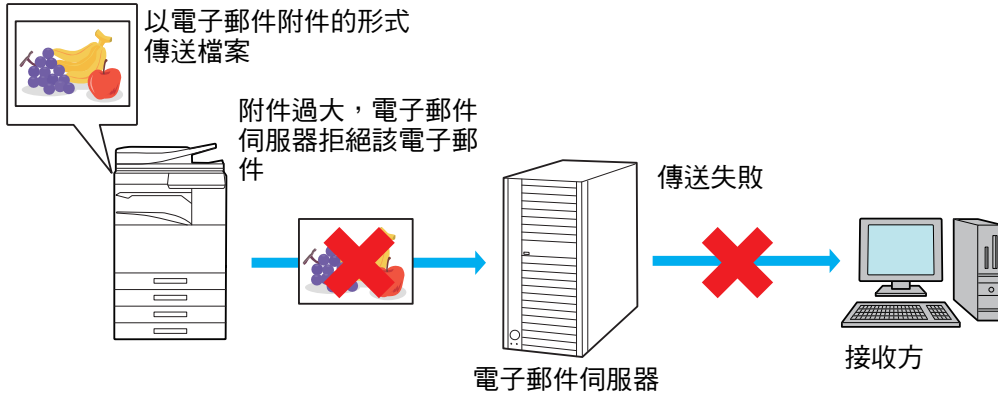 以電子郵件附件的形式
傳送檔案
附件過大，電子郵件
伺服器拒絕該電子郵
件
傳送失敗
接收方
電子郵件伺服器